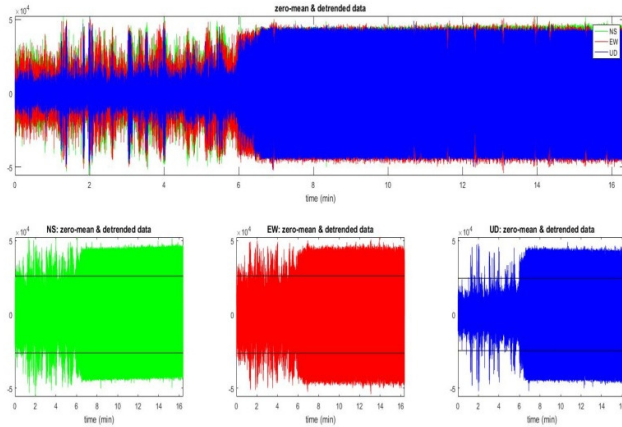 zero-mean & detrended data
×10⁴
5
0
-5
NS
EW
UD
0 2 4 6 8 10 12 14 16
time (min)
NS: zero-mean & detrended data
×10⁴
5
0
-5
0 2 4 6 8 10 12 14 16
time (min)
EW: zero-mean & detrended data
×10⁴
5
0
-5
0 2 4 6 8 10 12 14 16
time (min)
UD: zero-mean & detrended data
×10⁴
5
0
-5
0 2 4 6 8 10 12 14 16
time (min)